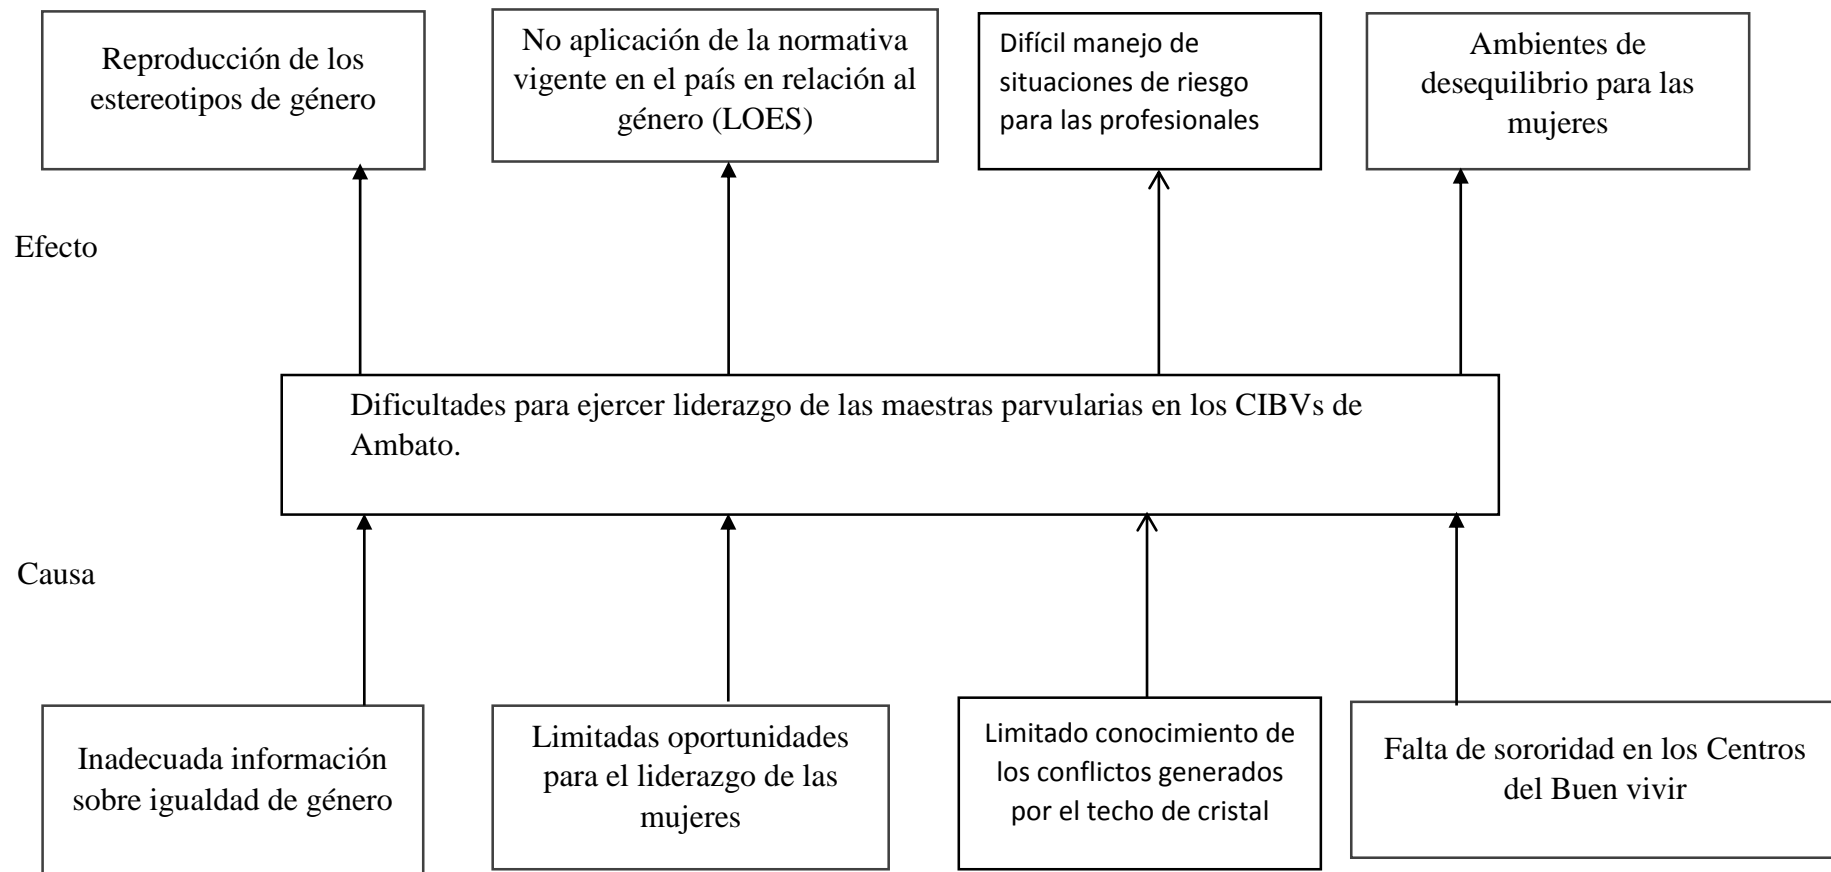 Reproducción de los
estereotipos de género
No aplicación de la normativa
vigente en el país en relación al
género (LOES)
Difícil manejo de
situaciones de riesgo
para las profesionales
Ambientes de
desequilibrio para las
mujeres
Efecto
Dificultades para ejercer liderazgo de las maestras parvularias en los CIBVs de
Ambato.
Causa
Inadecuada información
sobre igualdad de género
Limitadas oportunidades
para el liderazgo de las
mujeres
Limitado conocimiento de
los conflictos generados
por el techo de cristal
Falta de sororidad en los Centros
del Buen vivir